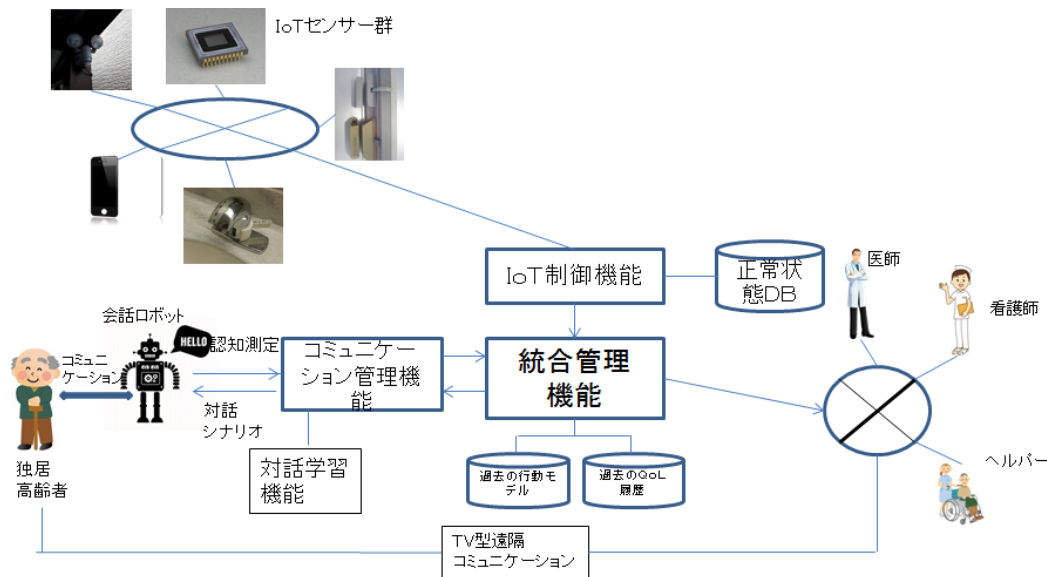 IoTセンサー群
IoT制御機能
正常状
態DB
医師
看護師
会話ロボット
HELLO
認知測定
コミュニ
ケーション
コミュニケー
ション管理機
能
統合管理
機能
対話
シナリオ
独居
高齢者
対話学習
機能
過去の行動モ
デル
過去のQoL
履歴
ヘルパー
TV型遠隔
コミュニケーション